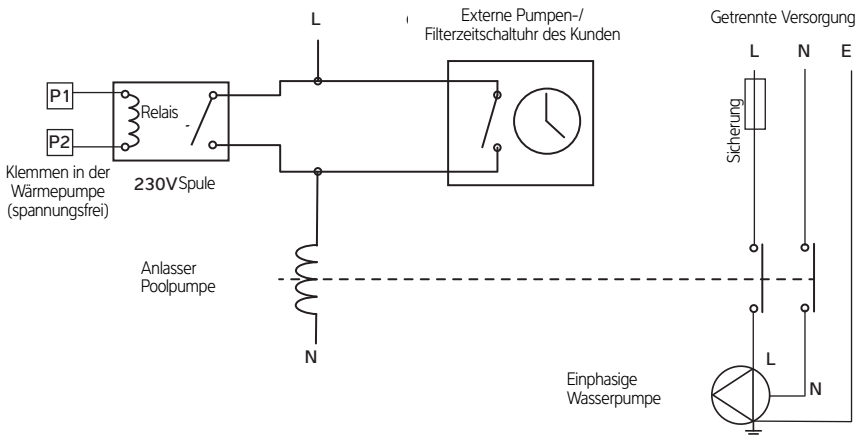 L
Externe Pumpen-/
Filterzeitschaltuhr des Kunden
Getrennte Versorgung
L N E
P1
Relais
P2
Sicherung
Klemmen in der
Wärmepumpe
(spannungsfrei)
230V Spule
Anlasser
Poolpumpe
N
L
Einphasige
Wasserpumpe
N